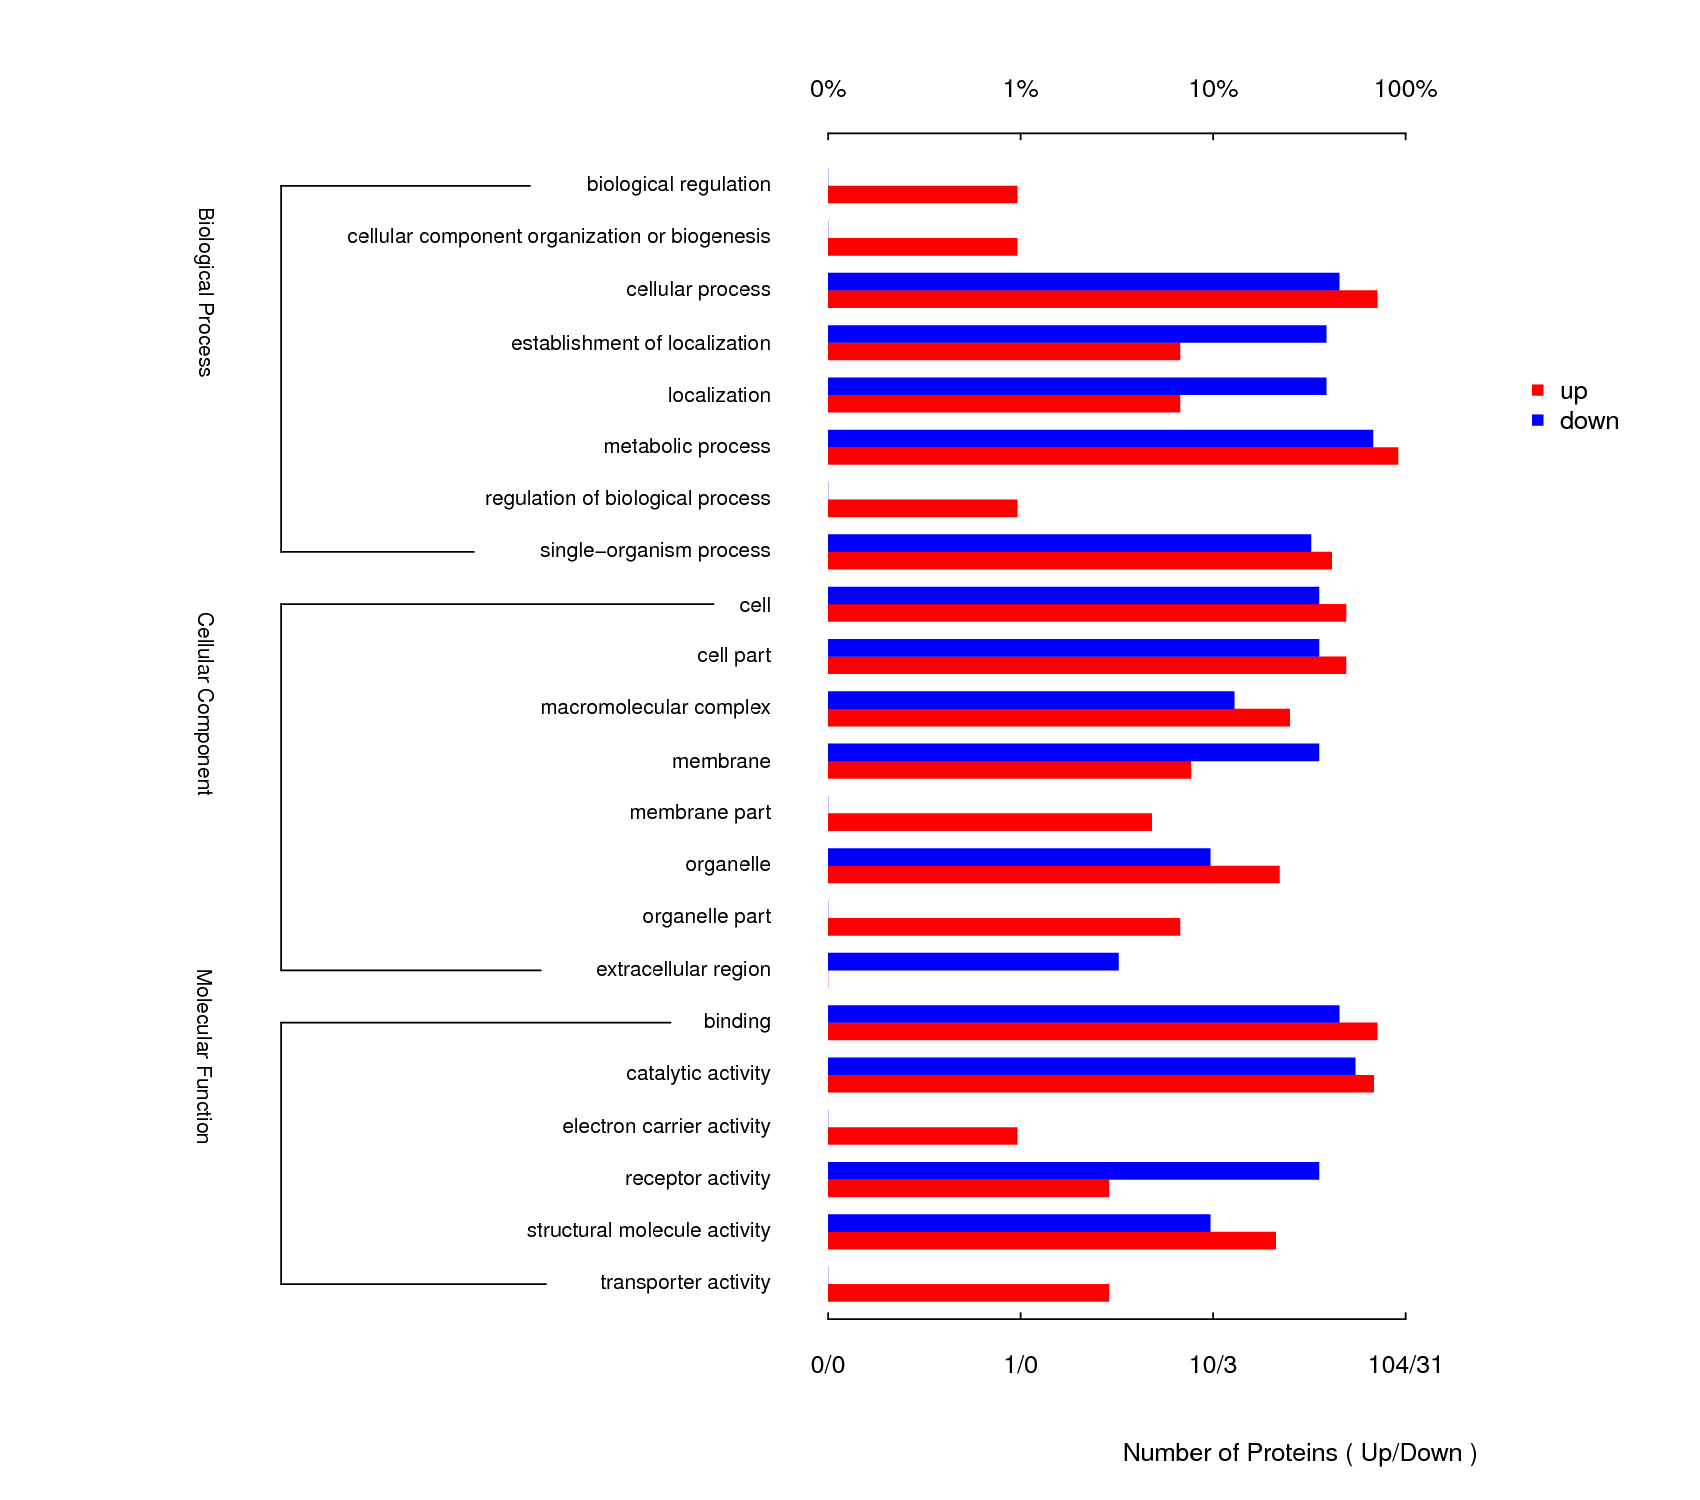 0% 1% 10% 100%
biological regulation
cellular component organization or biogenesis
cellular process
establishment of localization
localization
metabolic process
regulation of biological process
single−organism process
cell
cell part
macromolecular complex
membrane
membrane part
organelle
organelle part
extracellular region
binding
catalytic activity
electron carrier activity
receptor activity
structural molecule activity
transporter activity
Biological Process
Cellular Component
Molecular Function
up
down
0/0 1/0 10/3 104/31
Number of Proteins ( Up/Down )